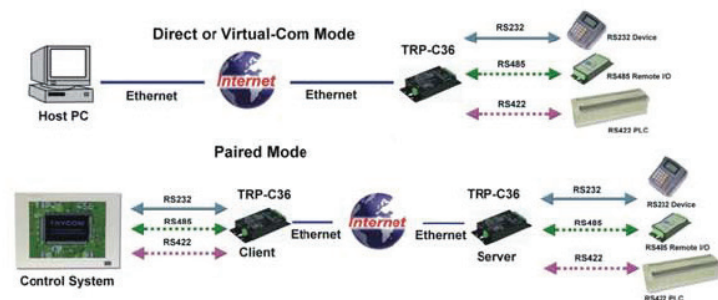 Direct or Virtual-Com Mode
TRP-C36
RS232
RS232 Device
Internet
RS485
RS485 Remote I/O
Ethernet
Ethernet
Host PC
RS422
RS422 PLC
Paired Mode
TRP-C36
TRP-C36
RS232
RS232
RS232 Device
RS485
Internet
RS485
RS485 Remote I/O
Ethernet
Ethernet
RS422
Client
Server
RS422
Control System
RS422 PLC